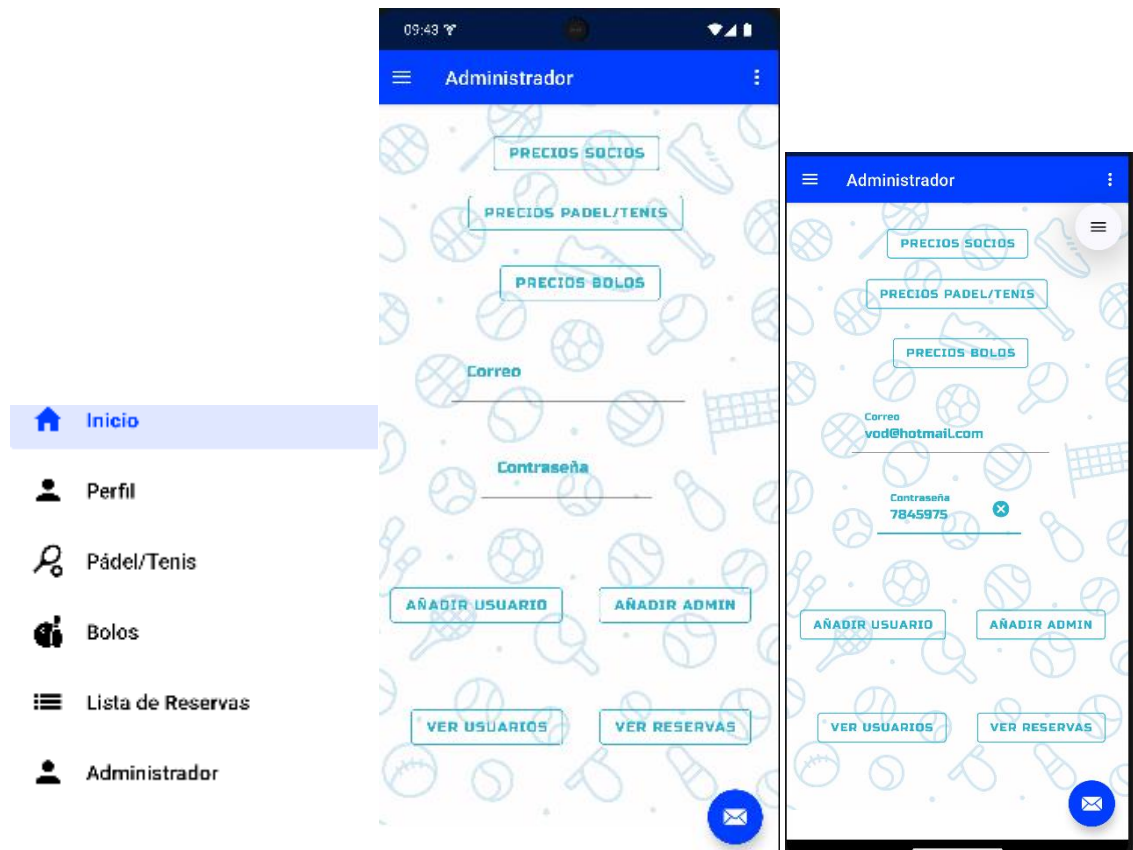 Inicio
Perfil
Pádel/Tenis
Bolos
Lista de Reservas
Administrador
09:43
Administrador
PRECIOS SOCIOS
PRECIOS PADEL/TENIS
PRECIOS BOLOS
Correo
Contraseña
AÑADIR USUARIO
AÑADIR ADMIN
VER USUARIOS
VER RESERVAS
Administrador
PRECIOS SOCIOS
PRECIOS PADEL/TENIS
PRECIOS BOLOS
Correo
vod@hotmail.com
Contraseña
7845975
AÑADIR USUARIO
AÑADIR ADMIN
VER USUARIOS
VER RESERVAS